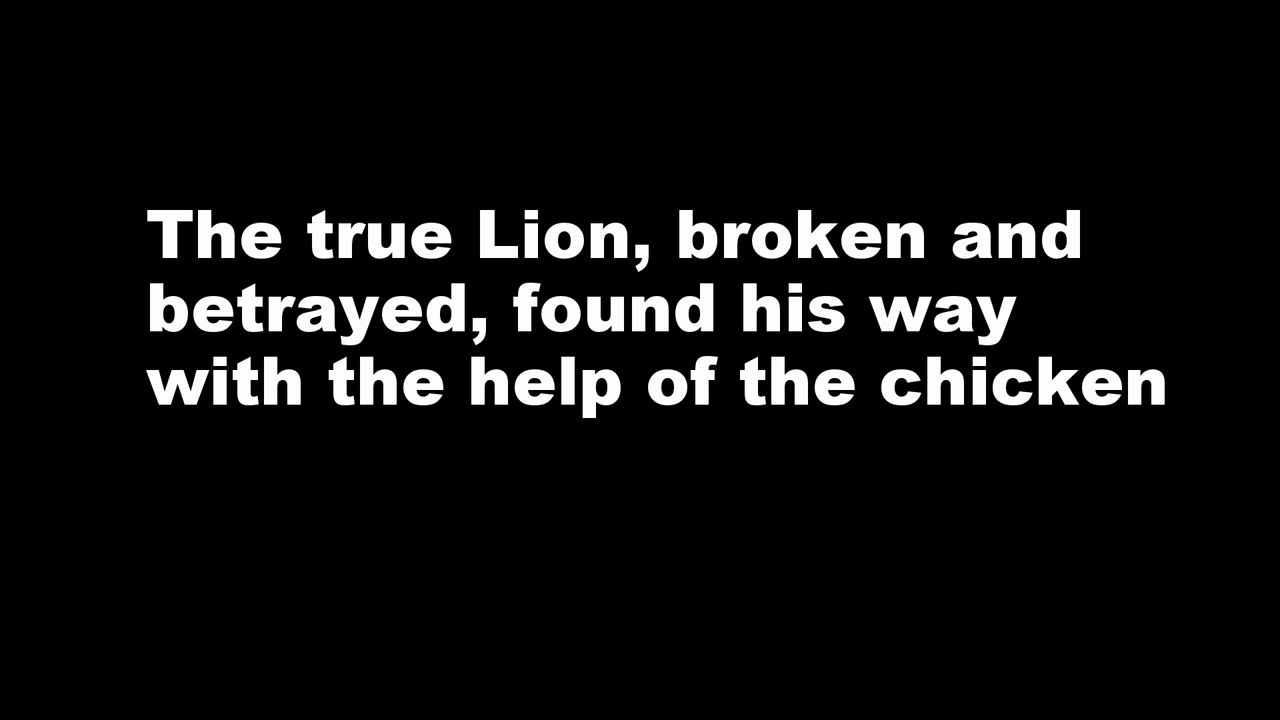 The true Lion, broken and
betrayed, found his way
with the help of the chicken